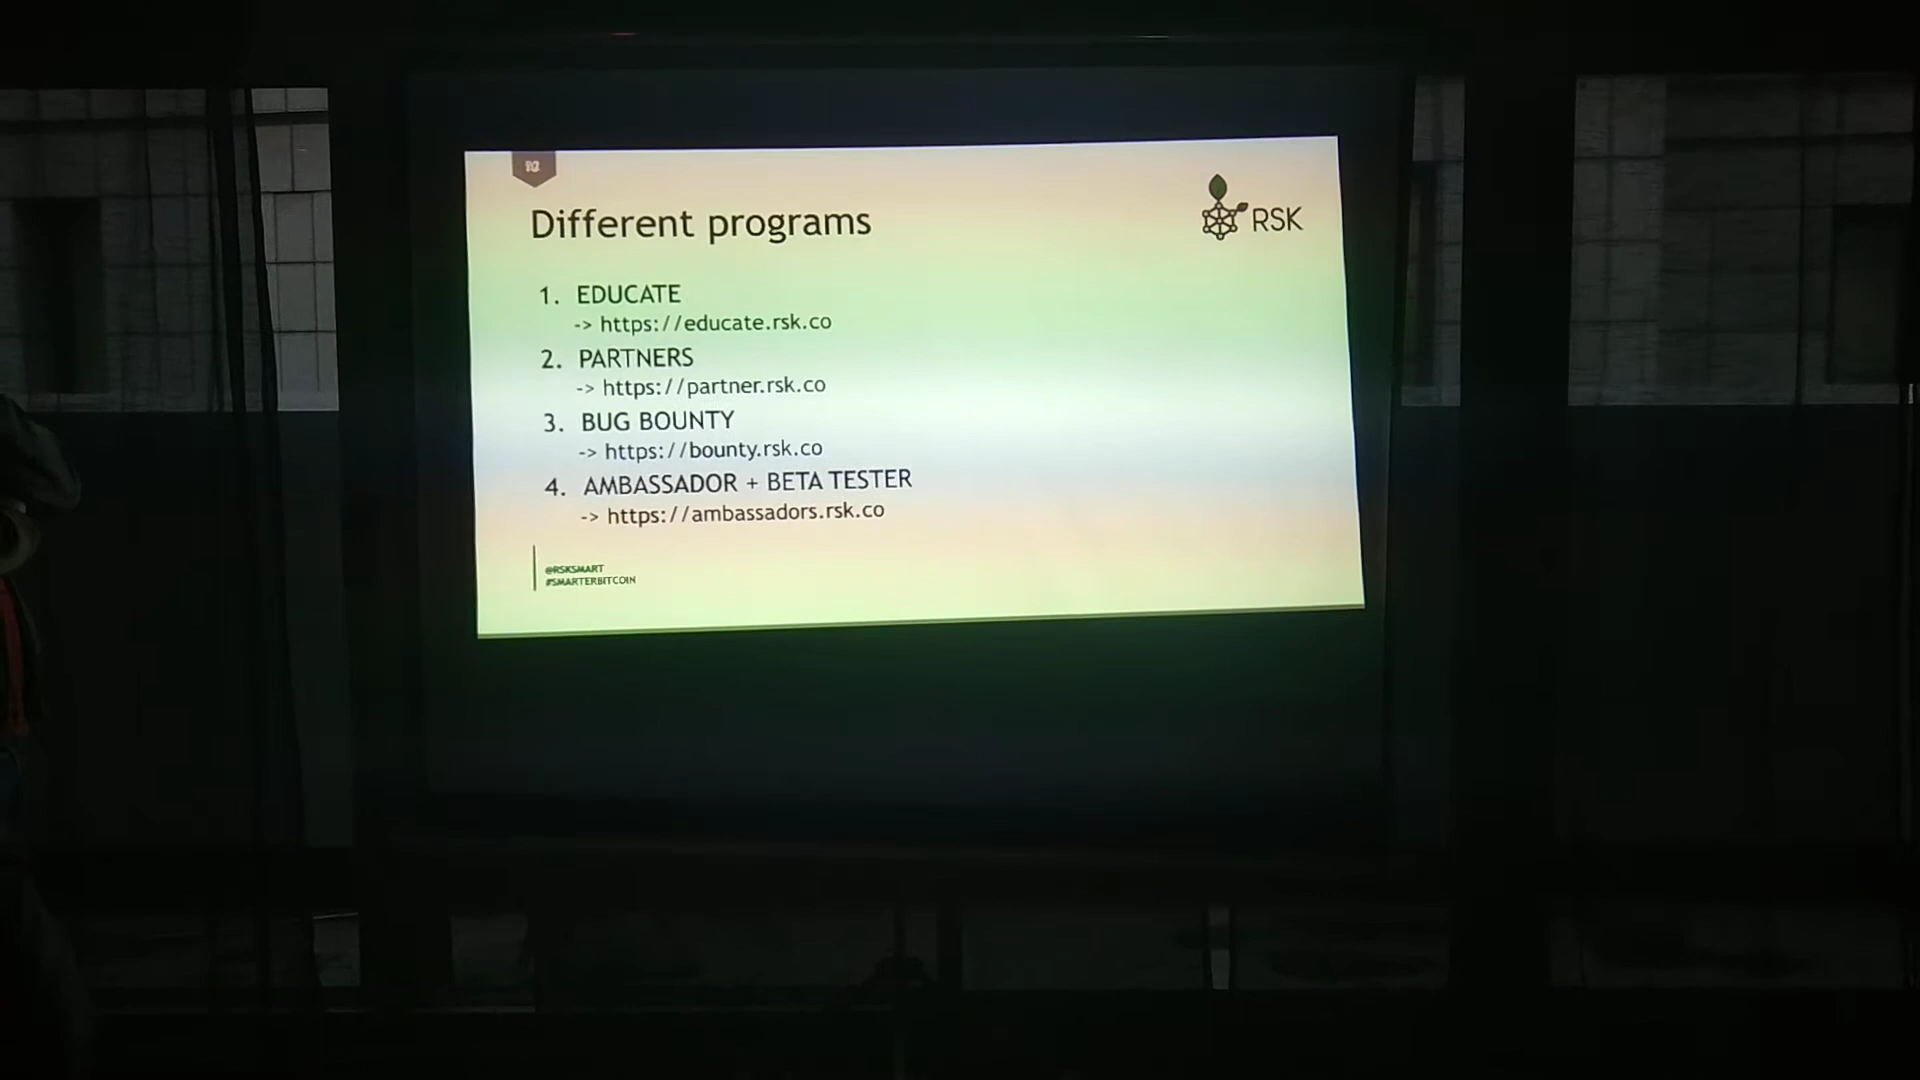 Different programs
RSK
1. EDUCATE
-> https://educate.rsk.co
2. PARTNERS
-> https://partner.rsk.co
3. BUG BOUNTY
-> https://bounty.rsk.co
4. AMBASSADOR + BETA TESTER
-> https://ambassadors.rsk.co
@RSKSMART
#SMARTERBITCOIN